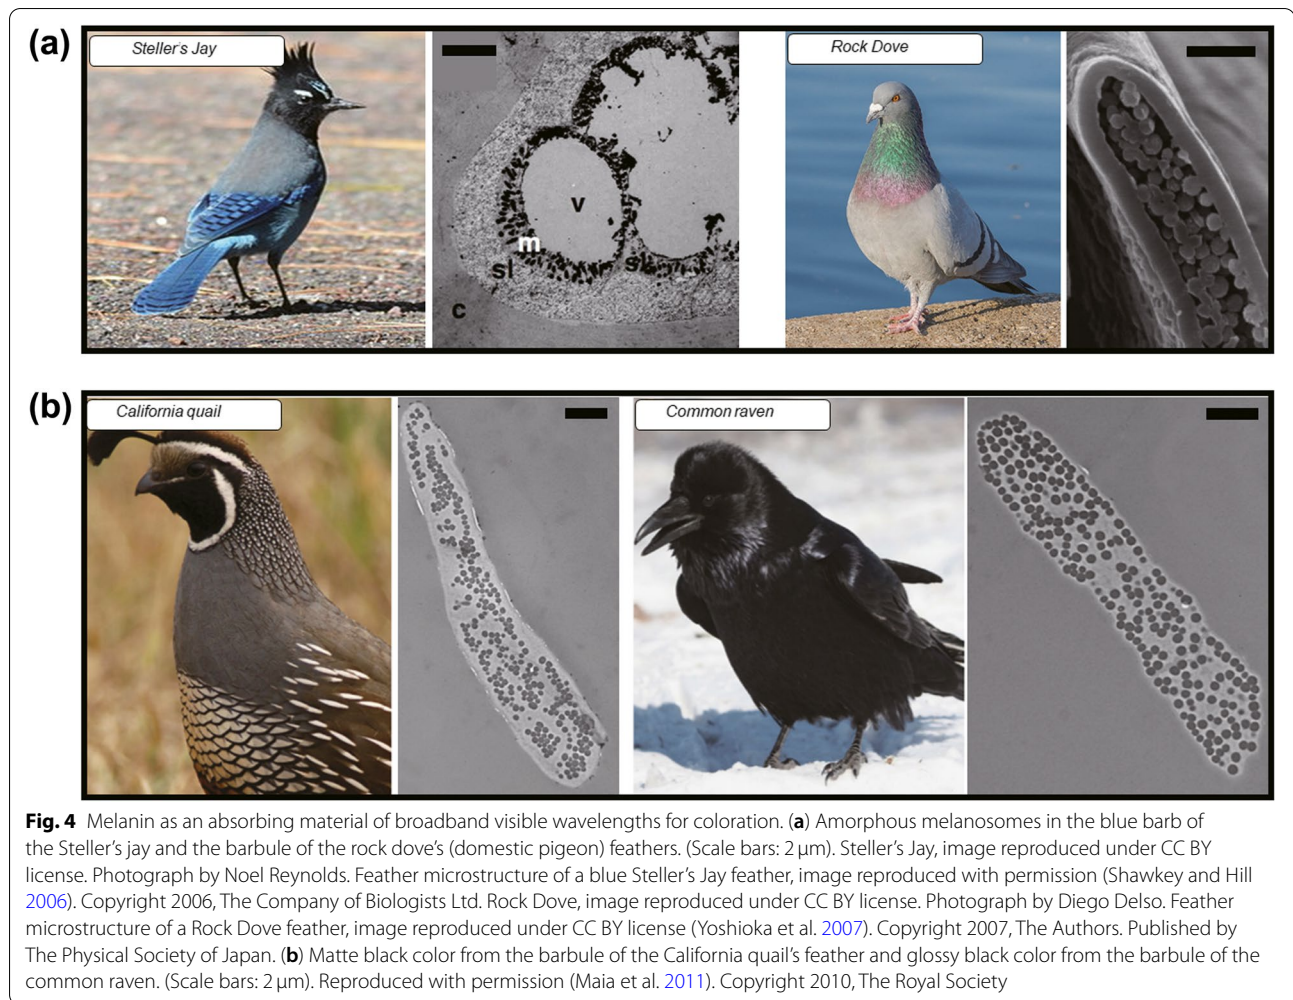 (a)
Steller's Jay
Rock Dove
v
m
sl
sl
c
(b)
California quail
Common raven
Fig. 4 Melanin as an absorbing material of broadband visible wavelengths for coloration. (a) Amorphous melanosomes in the blue barb of
the Steller's jay and the barbule of the rock dove's (domestic pigeon) feathers. (Scale bars: 2 μm). Steller's Jay, image reproduced under CC BY
license. Photograph by Noel Reynolds. Feather microstructure of a blue Steller's Jay feather, image reproduced with permission (Shawkey and Hill
2006). Copyright 2006, The Company of Biologists Ltd. Rock Dove, image reproduced under CC BY license. Photograph by Diego Delso. Feather
microstructure of a Rock Dove feather, image reproduced under CC BY license (Yoshioka et al. 2007). Copyright 2007, The Authors. Published by
The Physical Society of Japan. (b) Matte black color from the barbule of the California quail's feather and glossy black color from the barbule of the
common raven. (Scale bars: 2 μm). Reproduced with permission (Maia et al. 2011). Copyright 2010, The Royal Society